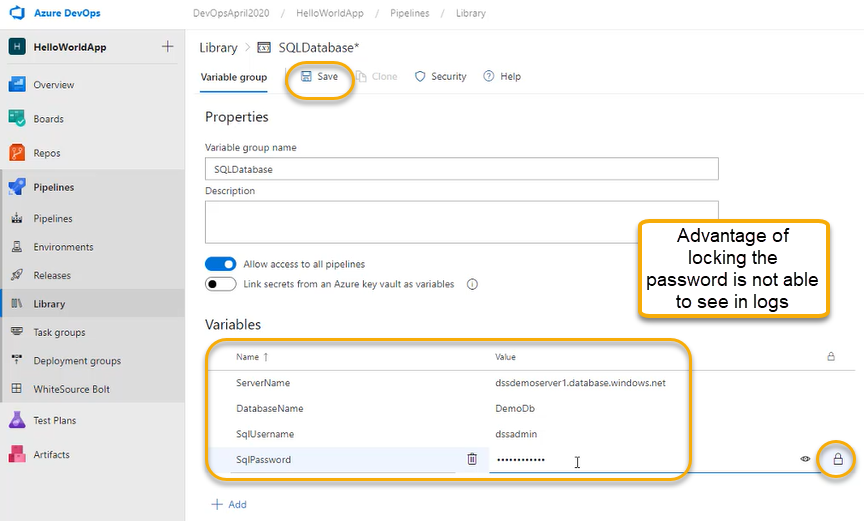 Azure DevOps
DevOpsApril2020 / HelloWorldApp / Pipelines / Library
H HelloWorldApp
Overview
Boards
Repos
Pipelines
Pipelines
Environments
Releases
Library
Task groups
Deployment groups
WhiteSource Bolt
Test Plans
Artifacts
Library > SQLDatabase*
Variable group Save Clone Security Help
Properties
Variable group name
SQLDatabase
Description
Allow access to all pipelines
Link secrets from an Azure key vault as variables
Advantage of
locking the
password is not able
to see in logs
Variables
Name ↑ Value
ServerName dssdemoserver1.database.windows.net
DatabaseName DemoDb
SqlUsername dssadmin
SqlPassword ••••••••••••
+ Add